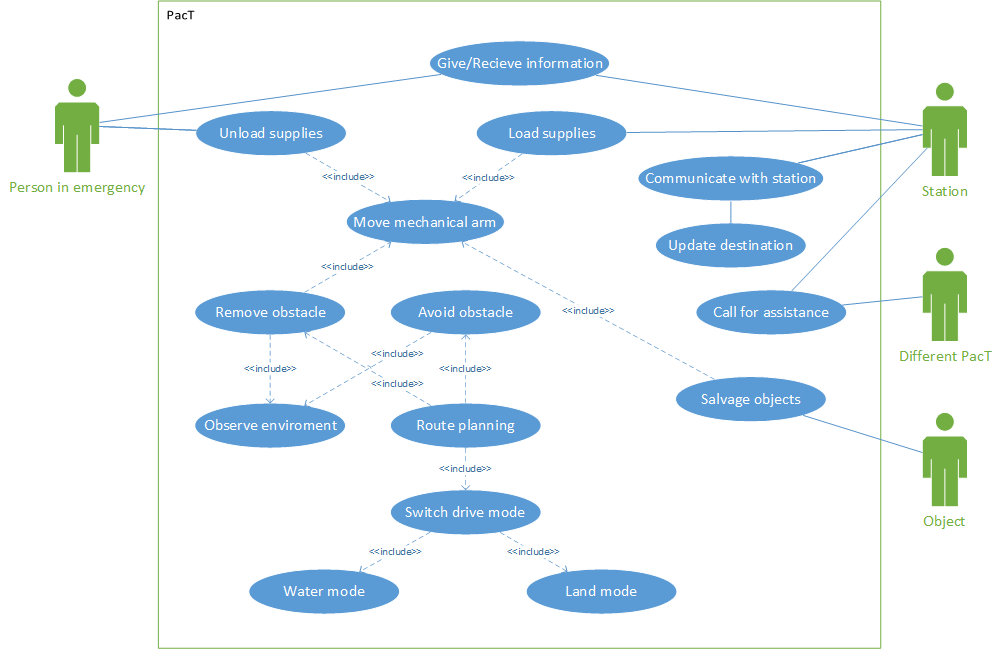 PacT
Give/Recieve information
Unload supplies
Load supplies
Person in emergency
Station
<<include>>
<<include>>
Communicate with station
Move mechanical arm
Update destination
<<include>>
Remove obstacle
Avoid obstacle
<<include>>
Call for assistance
Different PacT
<<include>>
<<include>>
<<include>>
<<include>>
Salvage objects
Observe enviroment
Route planning
<<include>>
Switch drive mode
Object
<<include>>
<<include>>
Water mode
Land mode